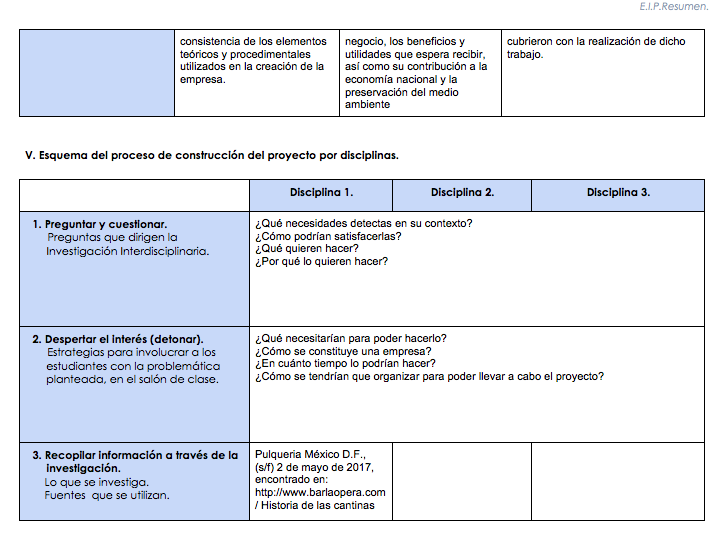 E.I.P.Resumen.
consistencia de los elementos
teóricos y procedimentales
utilizados en la creación de la
empresa.
negocio, los beneficios y
utilidades que espera recibir,
así como su contribución a la
economía nacional y la
preservación del medio
ambiente
cubrieron con la realización de dicho
trabajo.
V. Esquema del proceso de construcción del proyecto por disciplinas.
Disciplina 1.
Disciplina 2.
Disciplina 3.
1. Preguntar y cuestionar.
Preguntas que dirigen la
Investigación Interdisciplinaria.
¿Qué necesidades detectas en su contexto?
¿Cómo podrían satisfacerlas?
¿Qué quieren hacer?
¿Por qué lo quieren hacer?
2. Despertar el interés (detonar).
Estrategias para involucrar a los
estudiantes con la problemática
planteada, en el salón de clase.
¿Qué necesitarían para poder hacerlo?
¿Cómo se constituye una empresa?
¿En cuánto tiempo lo podrían hacer?
¿Cómo se tendrían que organizar para poder llevar a cabo el proyecto?
3. Recopilar información a través de la
investigación.
Lo que se investiga.
Fuentes que se utilizan.
Pulqueria México D.F.,
(s/f) 2 de mayo de 2017,
encontrado en:
http://www.barlaopera.com
/ Historia de las cantinas